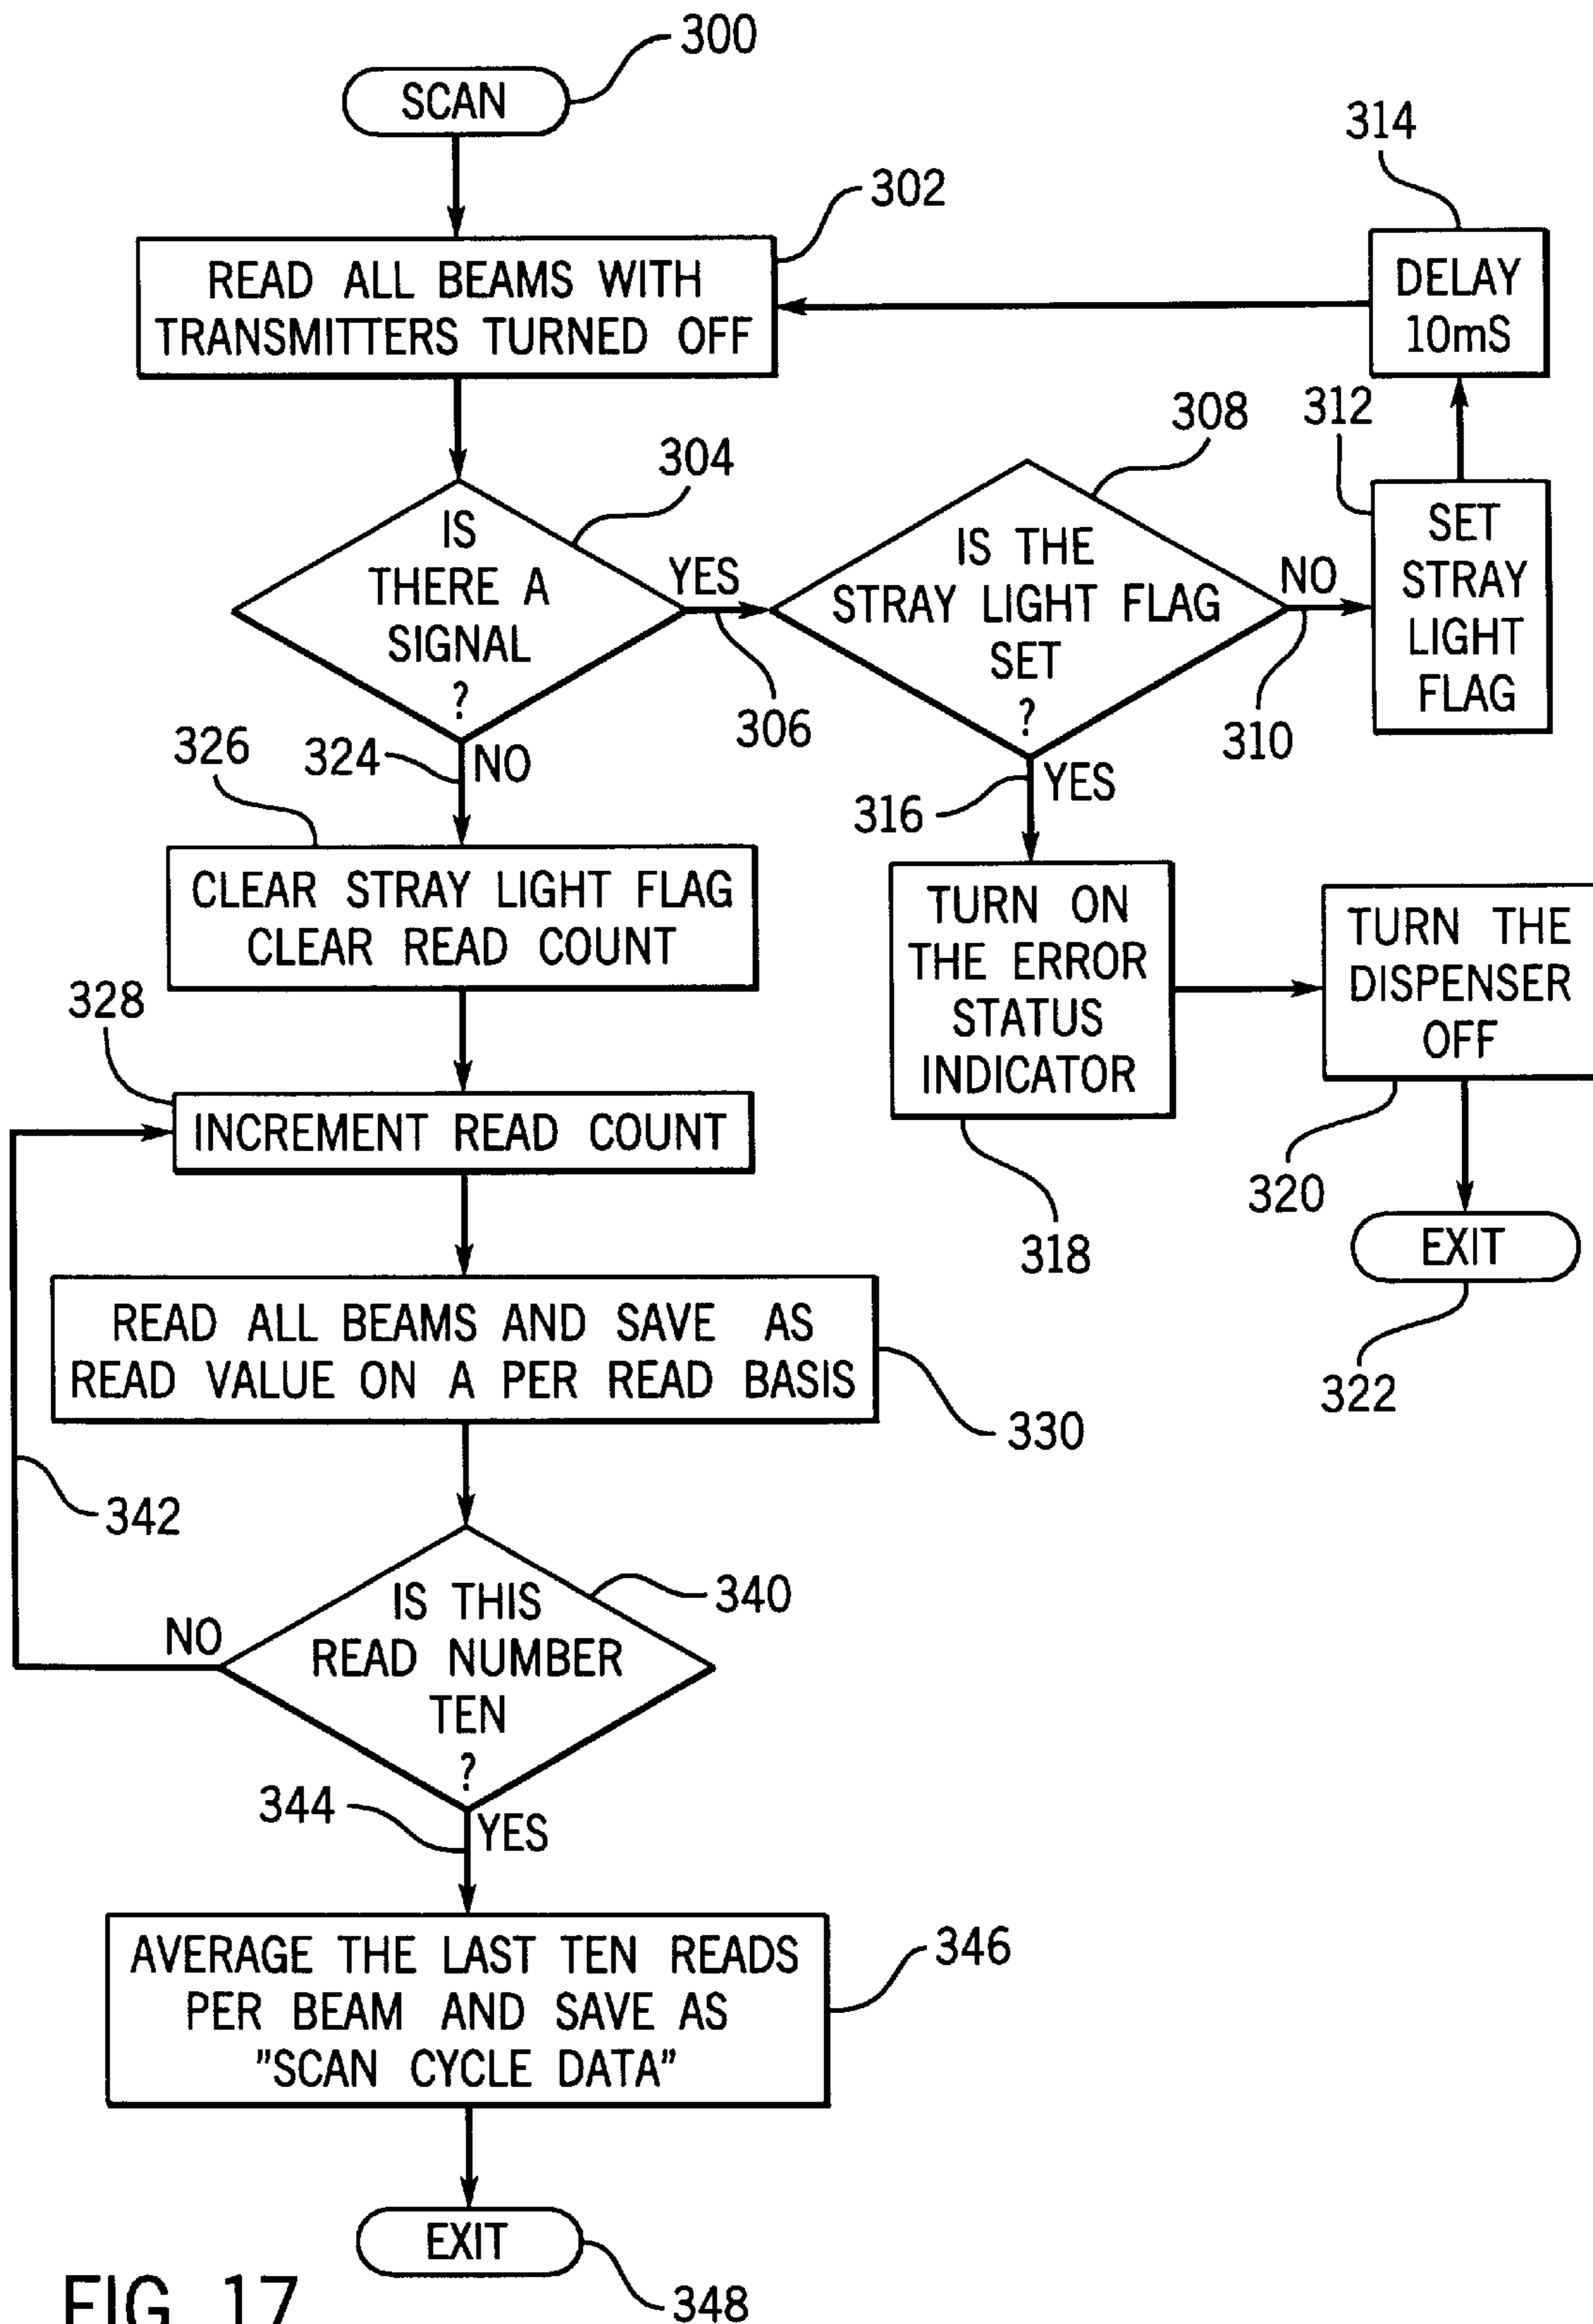 300
SCAN
314
302
READ ALL BEAMS WITH
TRANSMITTERS TURNED OFF
DELAY
10mS
308
312
304
IS
THERE A
SIGNAL
?
YES
306
IS THE
STRAY LIGHT FLAG
SET
?
NO
310
SET
STRAY
LIGHT
FLAG
326
324
NO
316
YES
CLEAR STRAY LIGHT FLAG
CLEAR READ COUNT
TURN ON
THE ERROR
STATUS
INDICATOR
TURN THE
DISPENSER
OFF
328
INCREMENT READ COUNT
318
320
EXIT
322
READ ALL BEAMS AND SAVE AS
READ VALUE ON A PER READ BASIS
330
342
340
IS THIS
READ NUMBER
TEN
?
NO
344
YES
346
AVERAGE THE LAST TEN READS
PER BEAM AND SAVE AS
"SCAN CYCLE DATA"
EXIT
348
FIG. 17